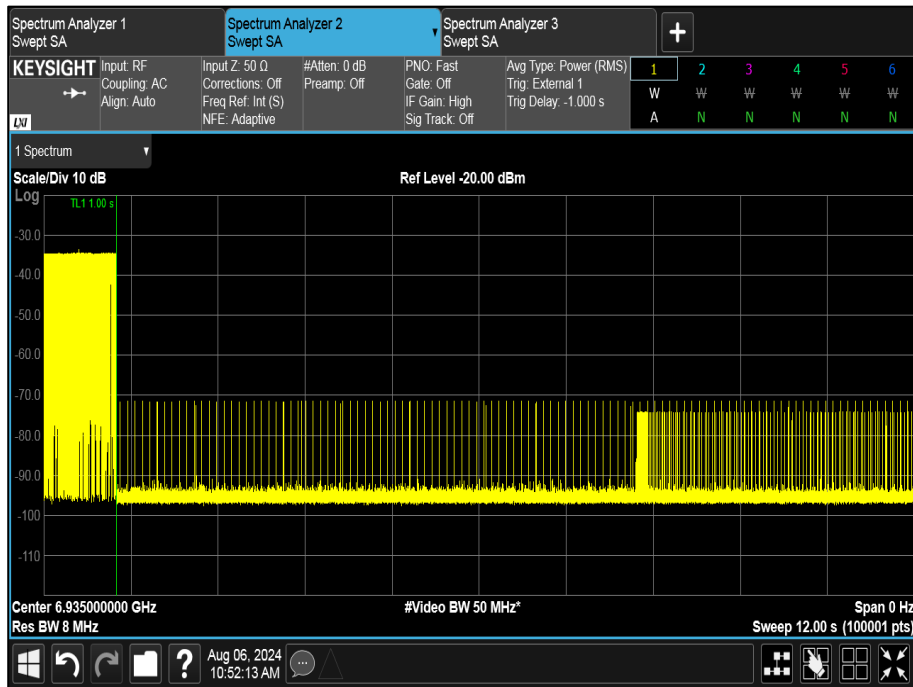 Spectrum Analyzer 1
Swept SA
Spectrum Analyzer 2
Swept SA
Spectrum Analyzer 3
Swept SA
+
KEYSIGHT
LXI
Input: RF
Coupling: AC
Align: Auto
Input Z: 50 Ω
Corrections: Off
Freq Ref: Int (S)
NFE: Adaptive
#Atten: 0 dB
Preamp: Off
PNO: Fast
Gate: Off
IF Gain: High
Sig Track: Off
Avg Type: Power (RMS)
Trig: External 1
Trig Delay: -1.000 s
1 2 3 4 5 6
W W W W W W
A N N N N N
1 Spectrum
Scale/Div 10 dB
Ref Level -20.00 dBm
Log
TL1 1.00 s
-30.0
-40.0
-50.0
-60.0
-70.0
-80.0
-90.0
-100
-110
Center 6.935000000 GHz
#Video BW 50 MHz*
Span 0 Hz
Res BW 8 MHz
Sweep 12.00 s (100001 pts)
?
Aug 06, 2024
10:52:13 AM